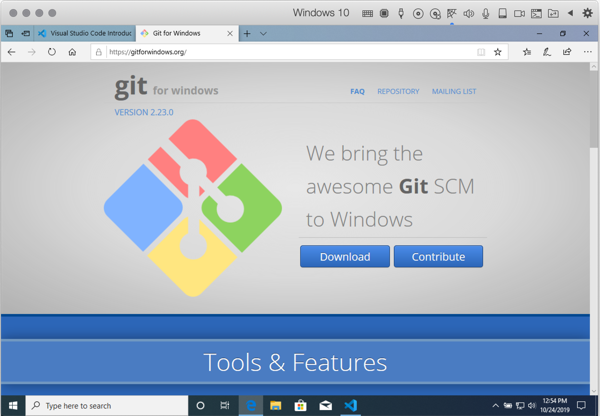 Windows 10
Visual Studio Code Introduc
Git for Windows
https://gitforwindows.org/
git for windows
FAQ
REPOSITORY
MAILING LIST
VERSION 2.23.0
We bring the
awesome Git SCM
to Windows
Download
Contribute
Tools & Features
Type here to search
12:54 PM
10/24/2019